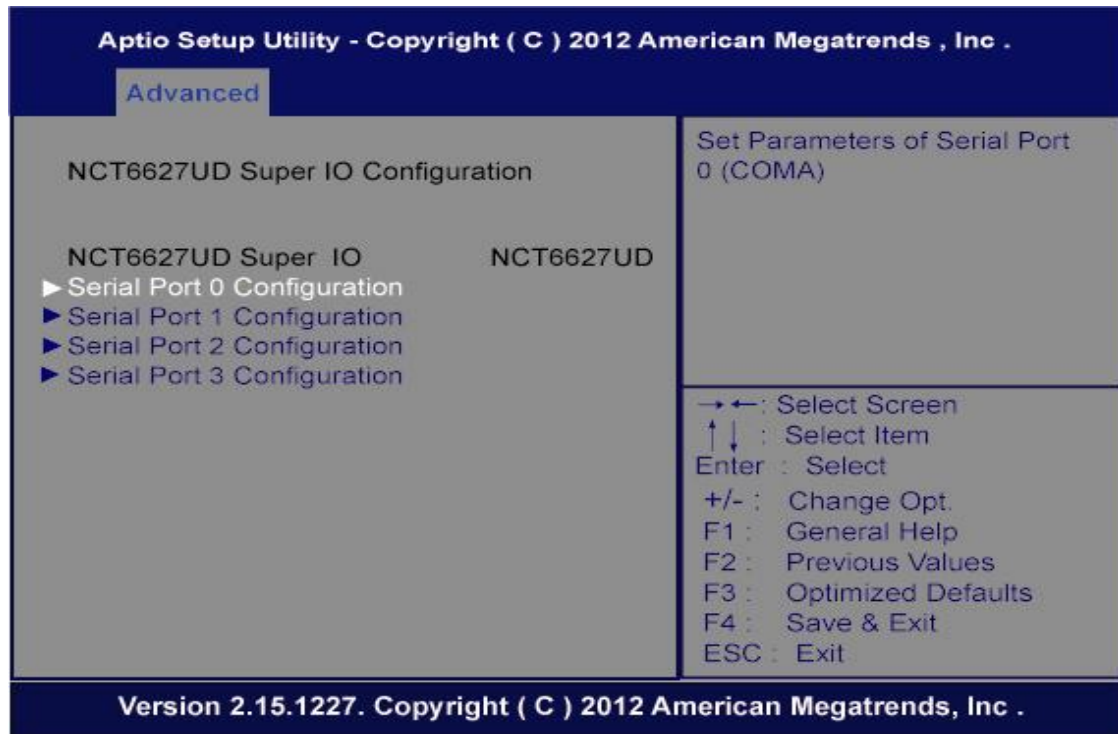 Aptio Setup Utility - Copyright ( C ) 2012 American Megatrends , Inc .
Advanced
NCT6627UD Super IO Configuration
NCT6627UD Super IO NCT6627UD
►Serial Port 0 Configuration
►Serial Port 1 Configuration
►Serial Port 2 Configuration
►Serial Port 3 Configuration
Set Parameters of Serial Port
0 (COMA)
→←: Select Screen
↑↓ : Select Item
Enter : Select
+/- : Change Opt.
F1 : General Help
F2 : Previous Values
F3 : Optimized Defaults
F4 : Save & Exit
ESC : Exit
Version 2.15.1227. Copyright ( C ) 2012 American Megatrends, Inc .